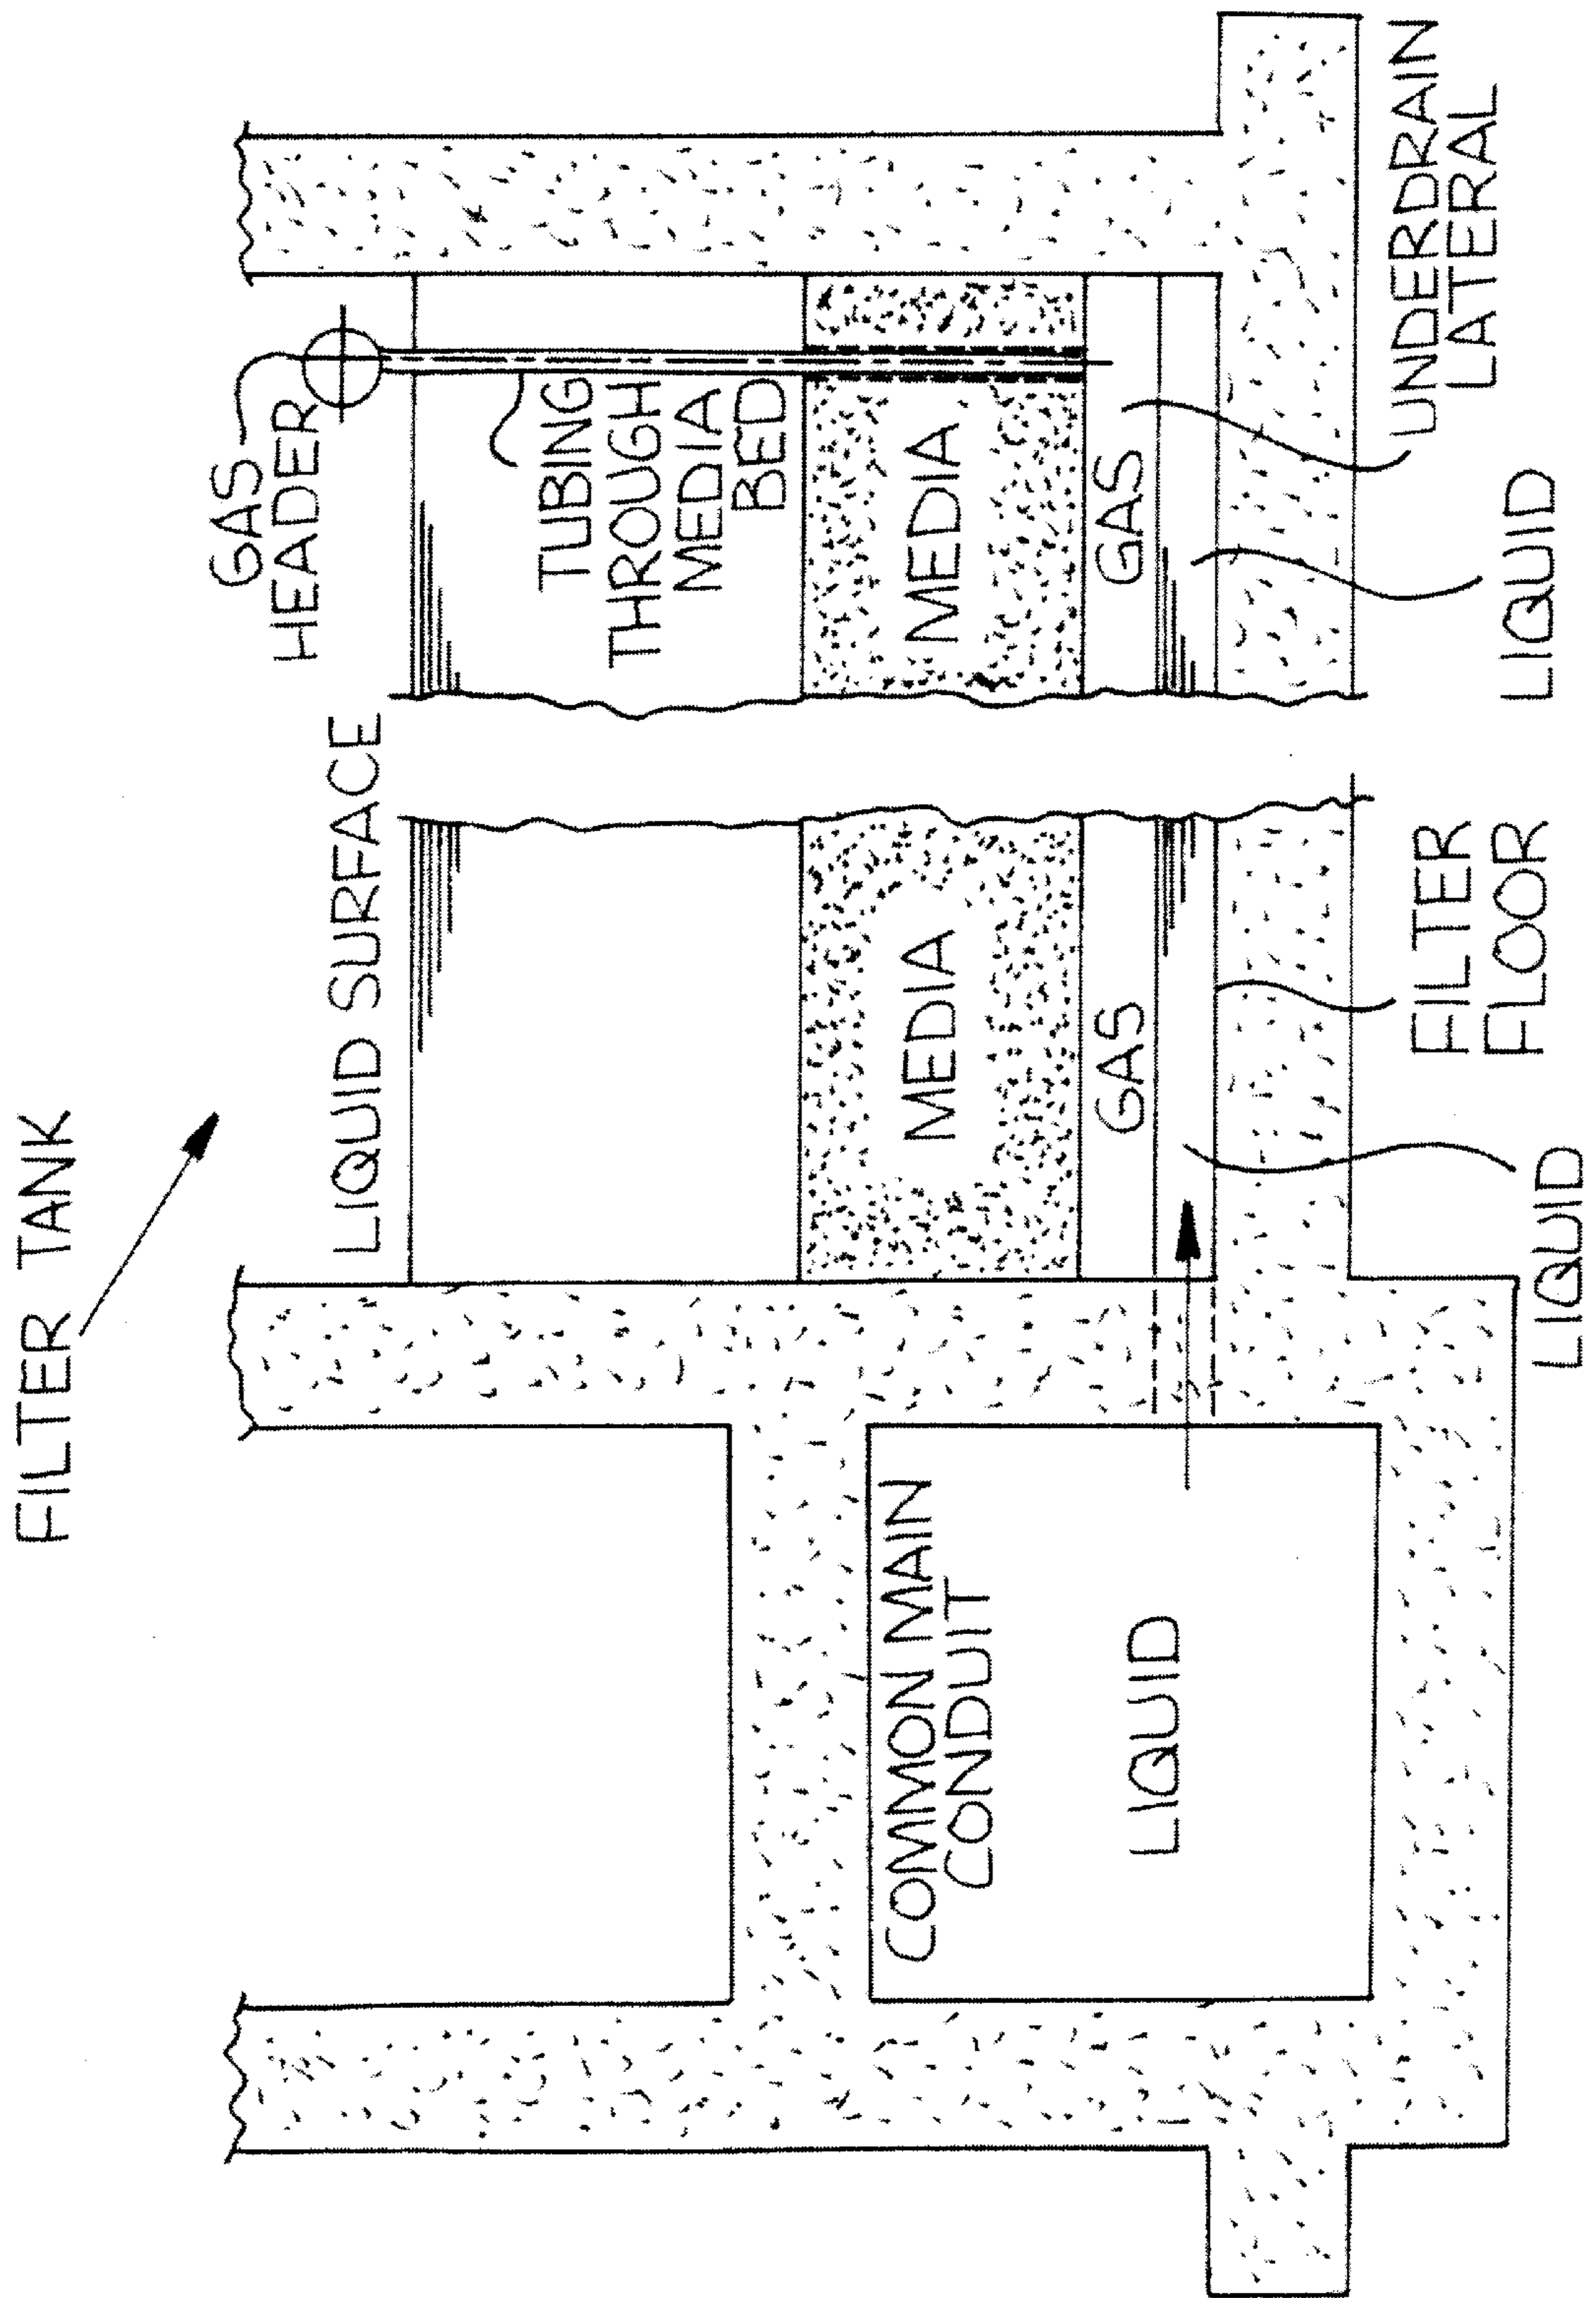 FILTER TANK
GAS
HEADER
LIQUID SURFACE
TUBING
THROUGH
MEDIA
BED
COMMON MAIN
CONDUIT
LIQUID
MEDIA
MEDIA
GAS
GAS
LIQUID
FILTER
FLOOR
LIQUID
UNDERDRAIN
LATERAL